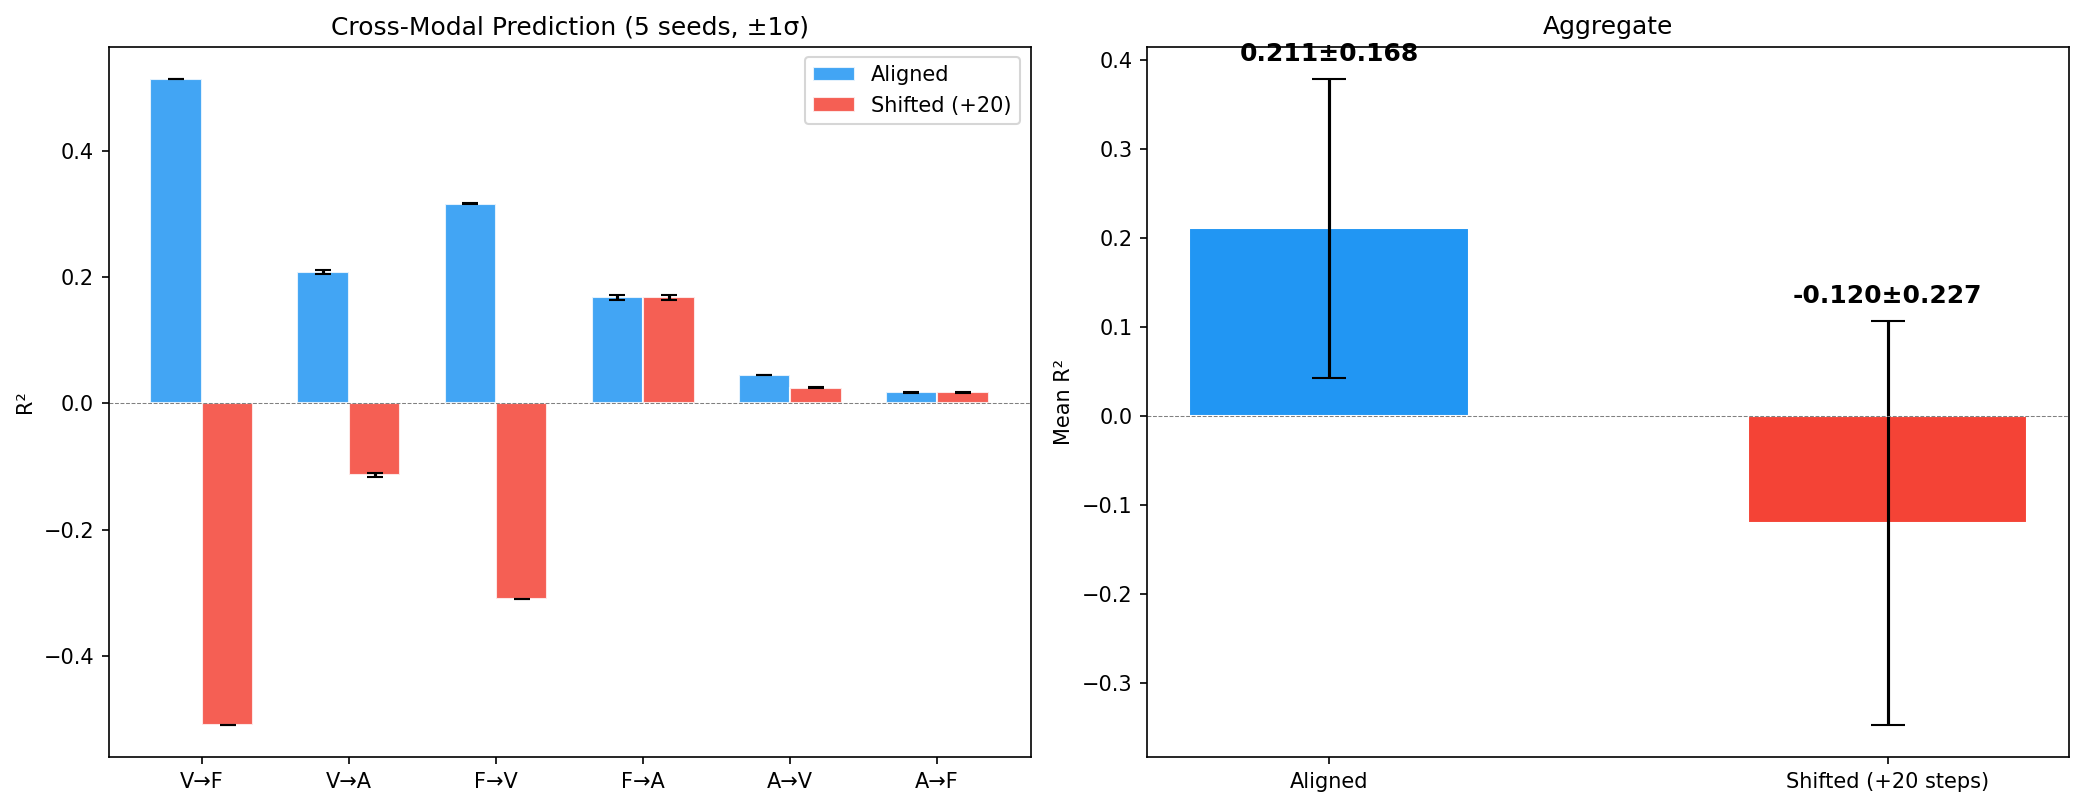 Cross-Modal Prediction (5 seeds, ±1σ)
Aligned
Shifted (+20)
R²
0.4
0.2
0.0
−0.2
−0.4
V→F
V→A
F→V
F→A
A→V
A→F
Aggregate
0.211±0.168
-0.120±0.227
Mean R²
0.4
0.3
0.2
0.1
0.0
−0.1
−0.2
−0.3
Aligned
Shifted (+20 steps)